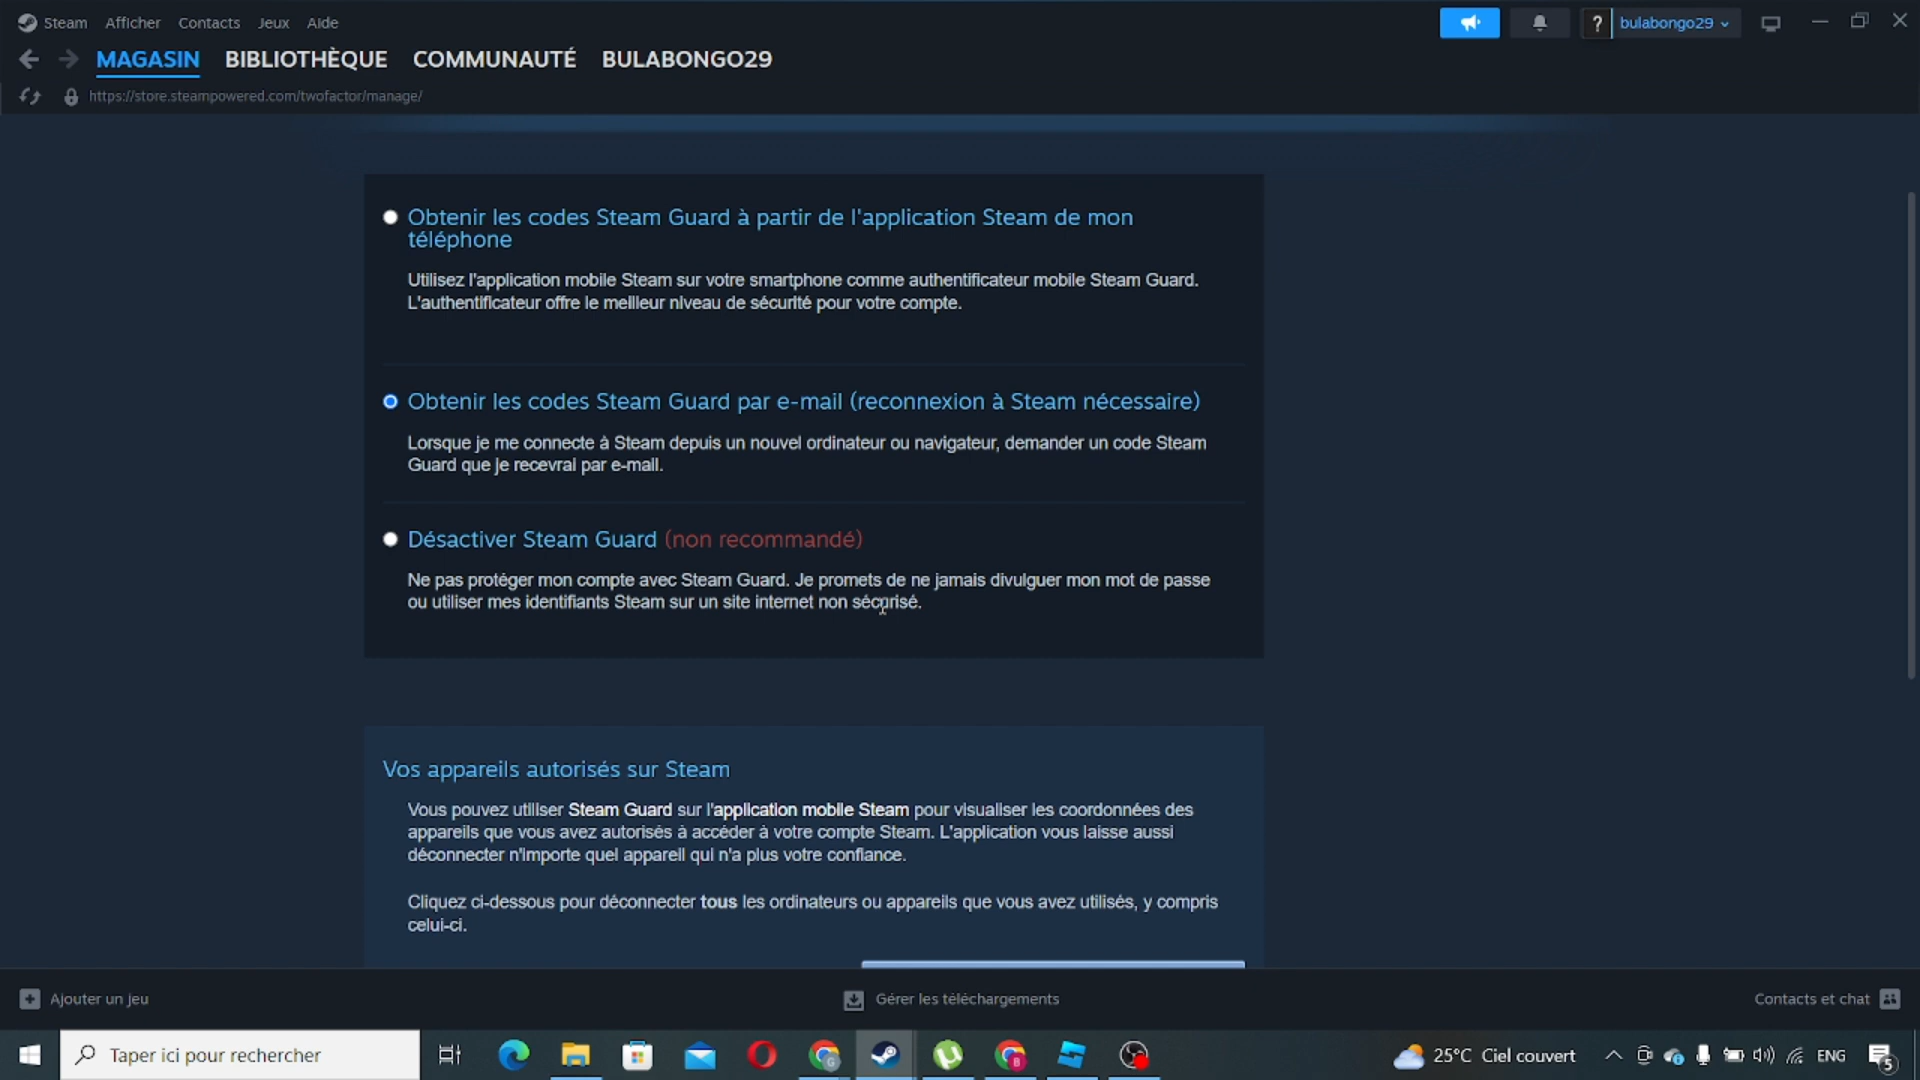 Steam Afficher Contacts Jeux Aide
? bulabongo29
MAGASIN BIBLIOTHÈQUE COMMUNAUTÉ BULABONGO29
https://store.steampowered.com/twofactor/manage/
Obtenir les codes Steam Guard à partir de l'application Steam de mon
téléphone
Utilisez l'application mobile Steam sur votre smartphone comme authentificateur mobile Steam Guard.
L'authentificateur offre le meilleur niveau de sécurité pour votre compte.
Obtenir les codes Steam Guard par e-mail (reconnexion à Steam nécessaire)
Lorsque je me connecte à Steam depuis un nouvel ordinateur ou navigateur, demander un code Steam
Guard que je recevrai par e-mail.
Désactiver Steam Guard (non recommandé)
Ne pas protéger mon compte avec Steam Guard. Je promets de ne jamais divulguer mon mot de passe
ou utiliser mes identifiants Steam sur un site internet non sécurisé.
Vos appareils autorisés sur Steam
Vous pouvez utiliser Steam Guard sur l'application mobile Steam pour visualiser les coordonnées des
appareils que vous avez autorisés à accéder à votre compte Steam. L'application vous laisse aussi
déconnecter n'importe quel appareil qui n'a plus votre confiance.
Cliquez ci-dessous pour déconnecter tous les ordinateurs ou appareils que vous avez utilisés, y compris
celui-ci.
Ajouter un jeu Gérer les téléchargements Contacts et chat
Taper ici pour rechercher 25°C Ciel couvert ENG 5